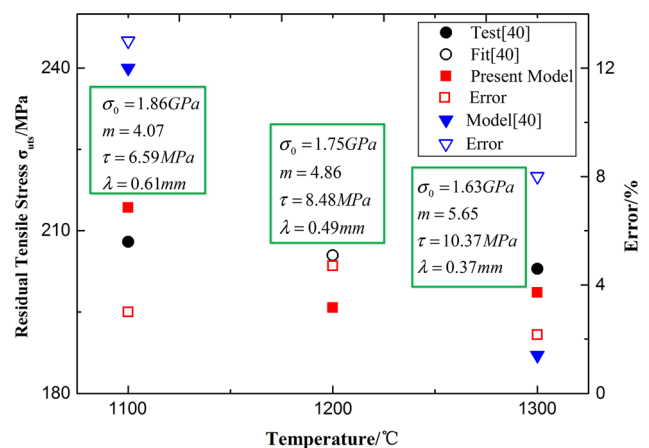 Residual Tensile Stress σuts/MPa
240
210
180
12
8
4
0
Error/%
Test[40]
Fit[40]
Present Model
Error
Model[40]
Error
σ0 = 1.86GPa
m = 4.07
τ = 6.59MPa
λ = 0.61mm
σ0 = 1.75GPa
m = 4.86
τ = 8.48MPa
λ = 0.49mm
σ0 = 1.63GPa
m = 5.65
τ = 10.37MPa
λ = 0.37mm
1100
1200
1300
Temperature/℃